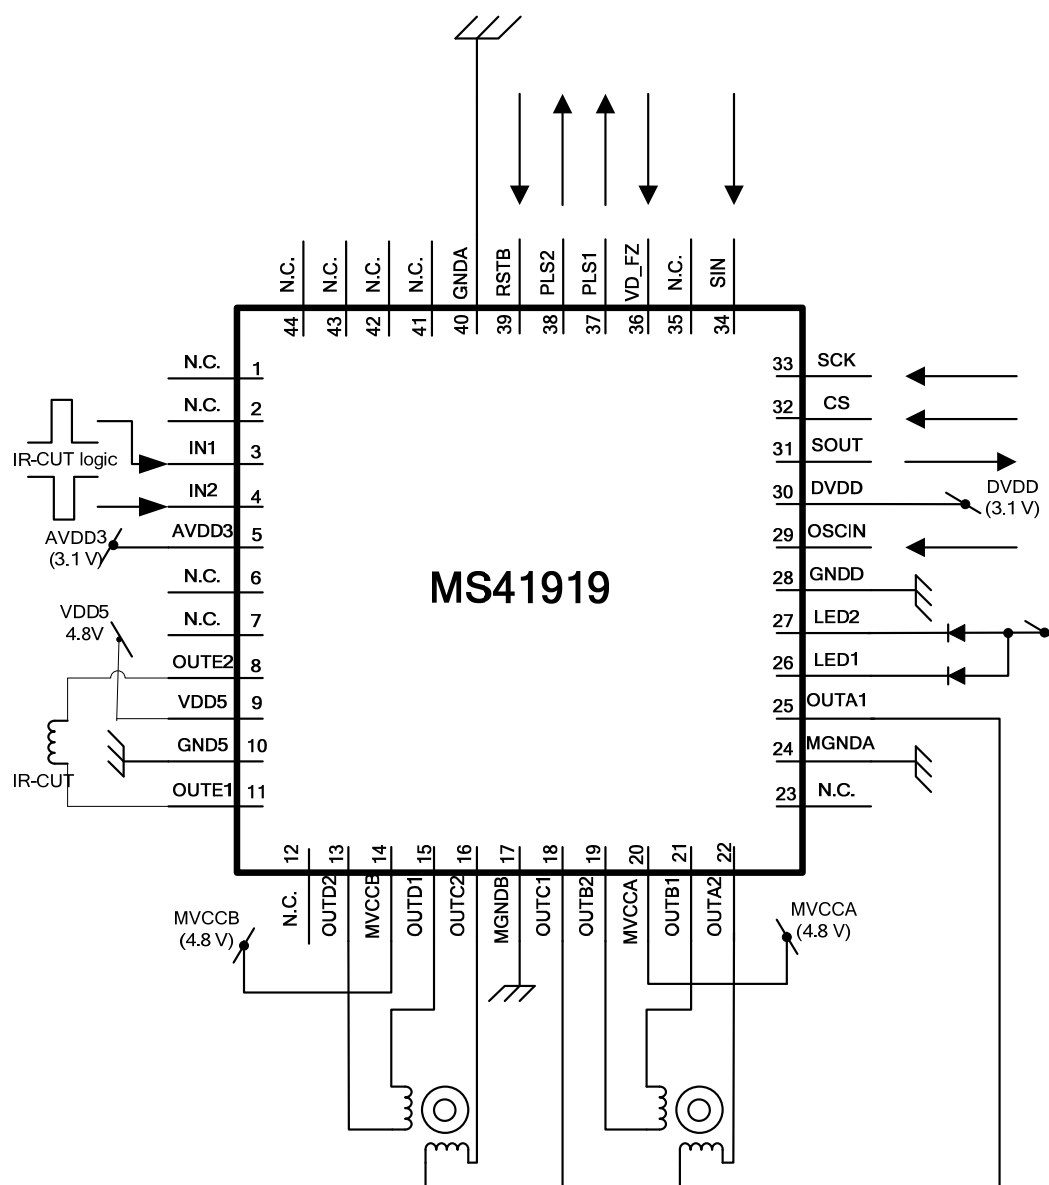 N.C.
N.C.
N.C.
N.C.
GNDA
RSTB
PLS2
PLS1
VD_FZ
N.C.
SIN
44
43
42
41
40
39
38
37
36
35
34
N.C.
1
N.C.
2
IR-CUT logic
IN1
3
IN2
4
AVDD3
(3.1 V)
AVDD3
5
N.C.
6
N.C.
7
VDD5
4.8V
OUTE2
8
VDD5
9
GND5
10
IR-CUT
OUTE1
11
MS41919
33
SCK
32
CS
31
SOUT
30
DVDD
DVDD
(3.1 V)
29
OSCIN
28
GNDD
27
LED2
26
LED1
25
OUTA1
24
MGNDA
23
N.C.
12
13
14
15
16
17
18
19
20
21
22
N.C.
OUTD2
MVCCB
OUTD1
OUTC2
MGNDB
OUTC1
OUTB2
MVCCA
OUTB1
OUTA2
MVCCB
(4.8 V)
MVCCA
(4.8 V)